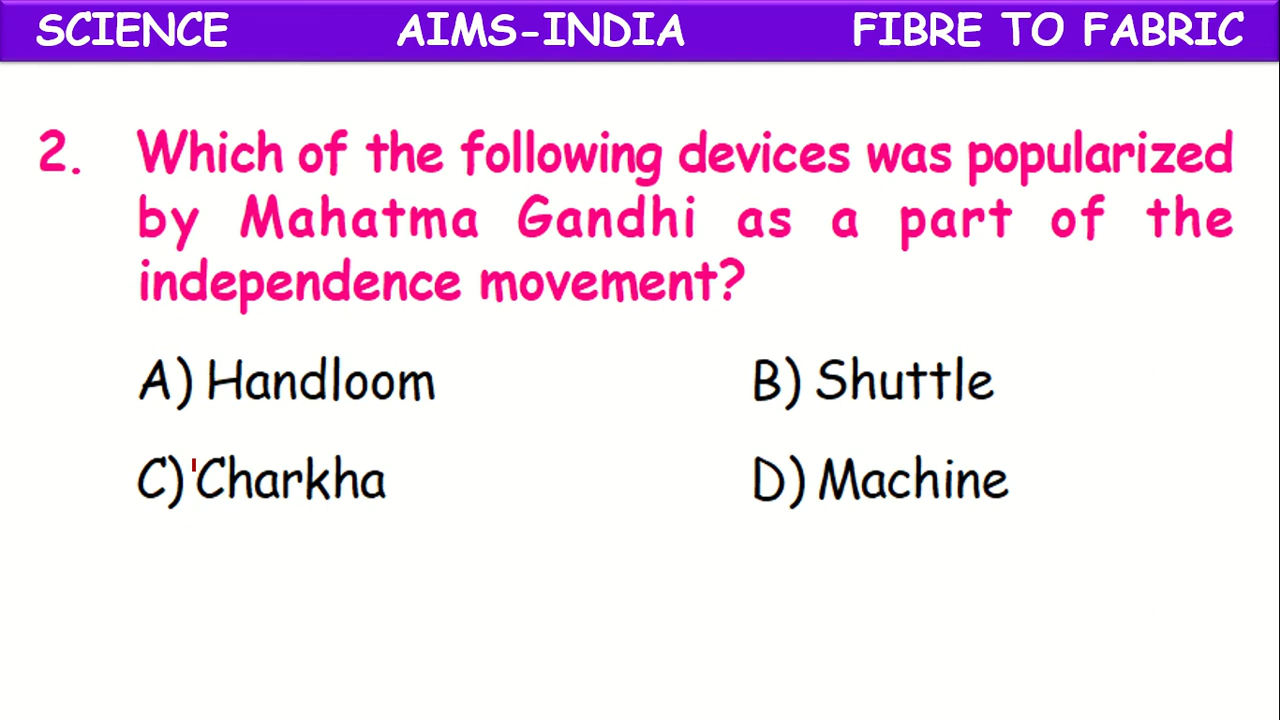 SCIENCE AIMS-INDIA FIBRE TO FABRIC
2. Which of the following devices was popularized
by Mahatma Gandhi as a part of the
independence movement?
A) Handloom B) Shuttle
C) Charkha D) Machine